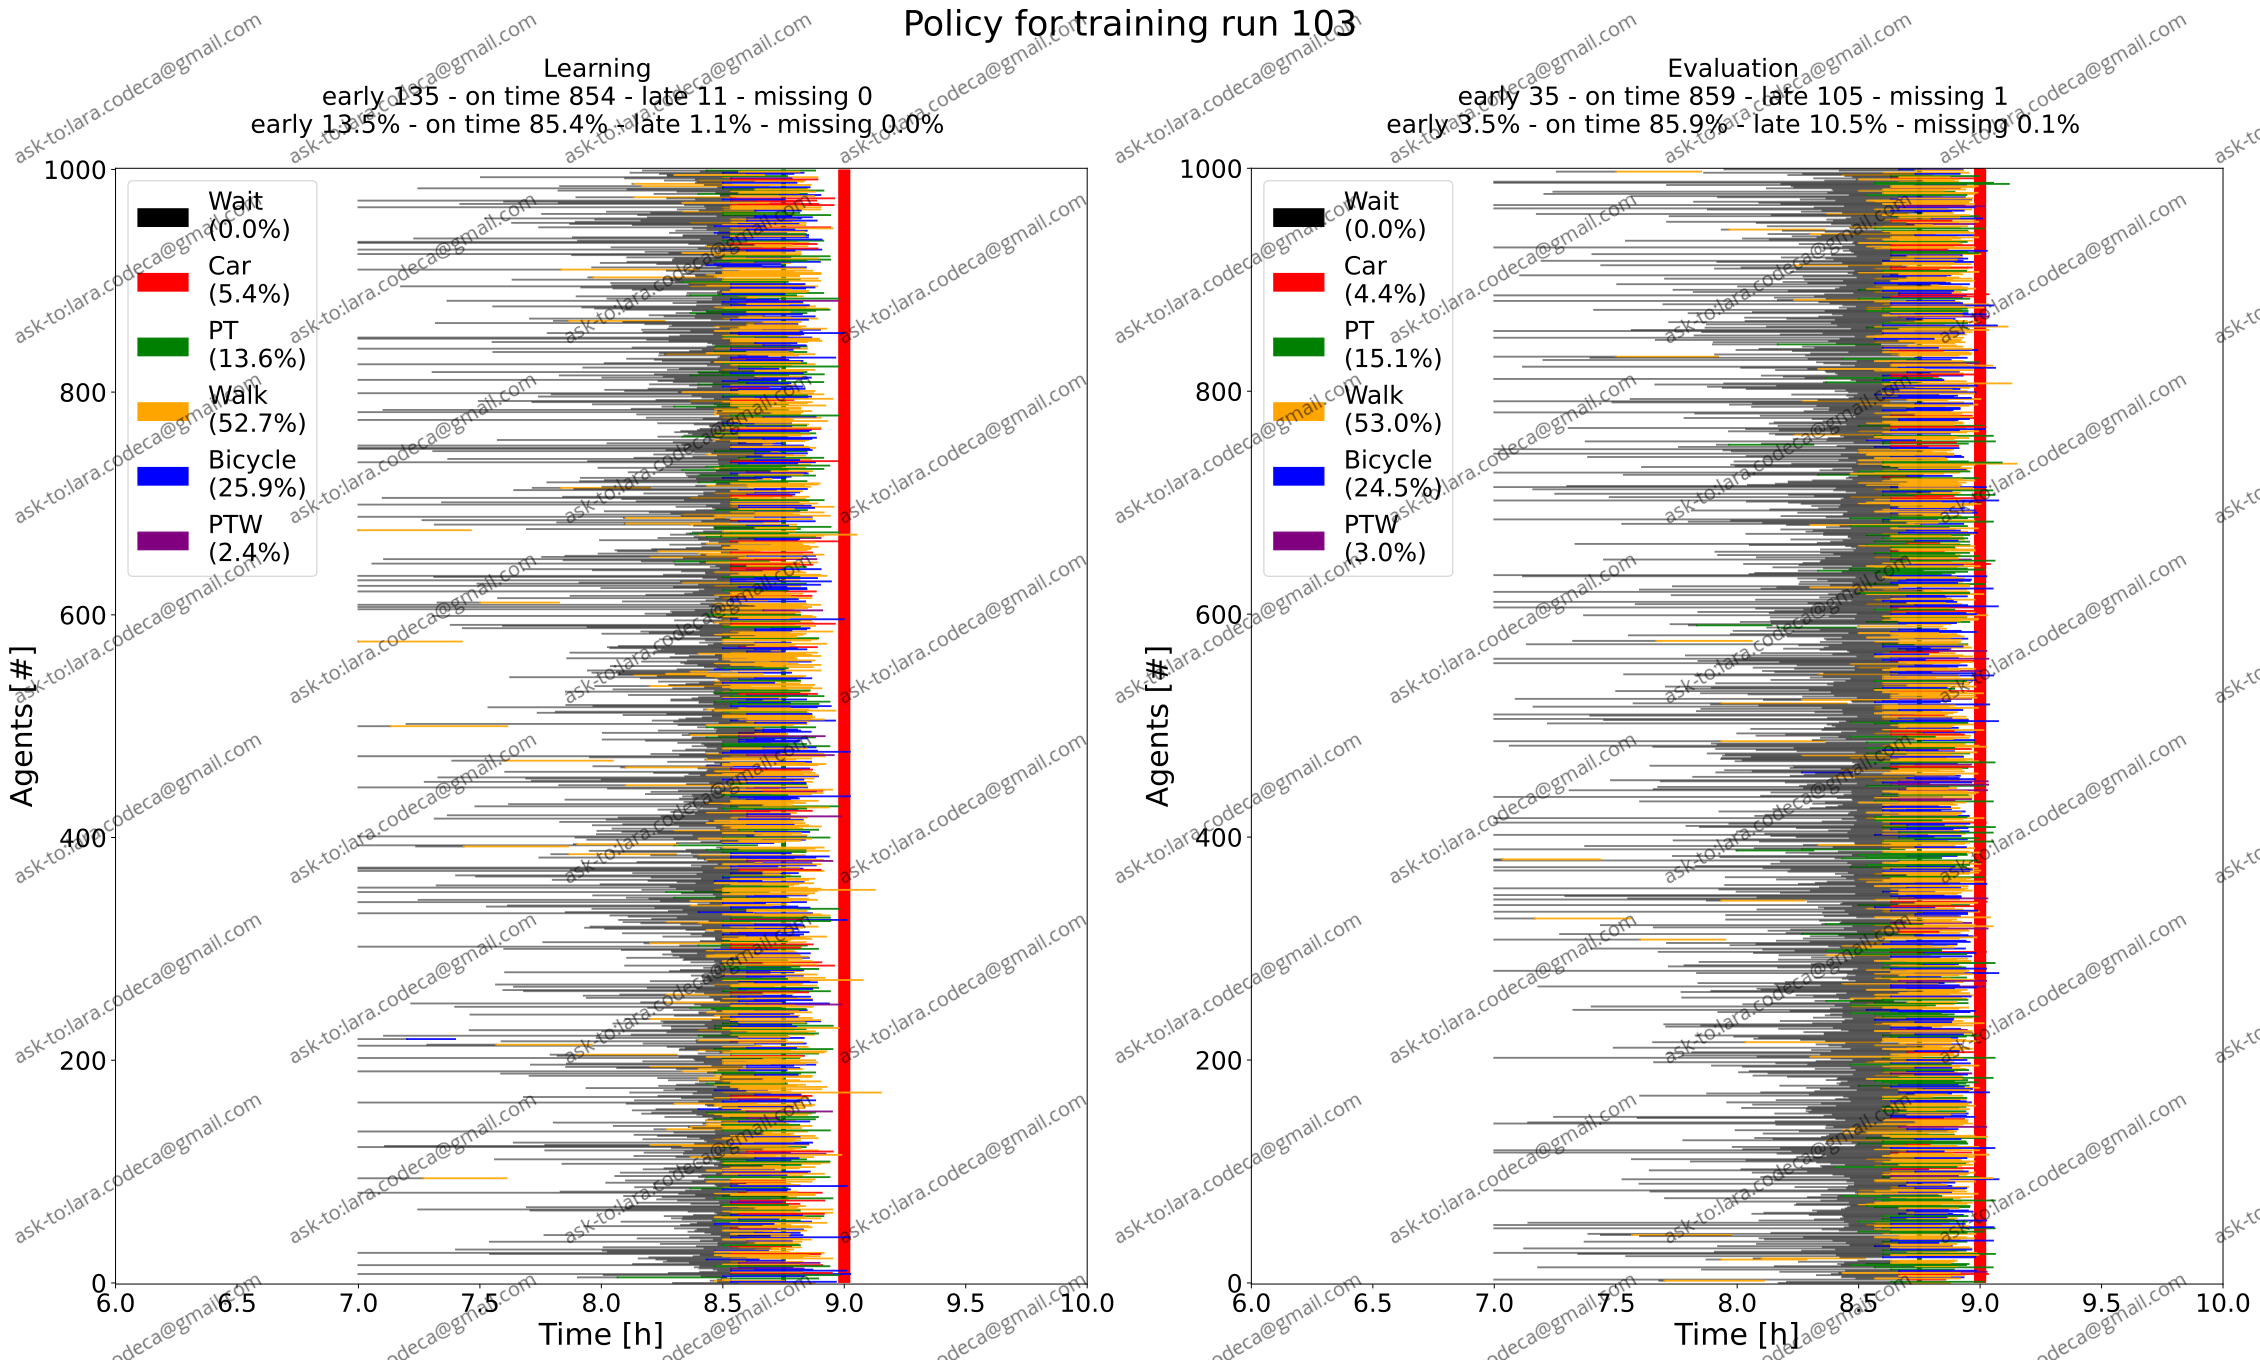 Policy for training run 103
Learning
early 135 - on time 854 - late 11 - missing 0
early 13.5% - on time 85.4% - late 1.1% - missing 0.0%
1000
800
600
400
200
0
Agents [#]
Wait
(0.0%)
Car
(5.4%)
PT
(13.6%)
Walk
(52.7%)
Bicycle
(25.9%)
PTW
(2.4%)
6.0 6.5 7.0 7.5 8.0 8.5 9.0 9.5 10.0
Time [h]
Evaluation
early 35 - on time 859 - late 105 - missing 1
early 3.5% - on time 85.9% - late 10.5% - missing 0.1%
1000
800
600
400
200
0
Agents [#]
Wait
(0.0%)
Car
(4.4%)
PT
(15.1%)
Walk
(53.0%)
Bicycle
(24.5%)
PTW
(3.0%)
6.0 6.5 7.0 7.5 8.0 8.5 9.0 9.5 10.0
Time [h]
ask-to:lara.codeca@gmail.com